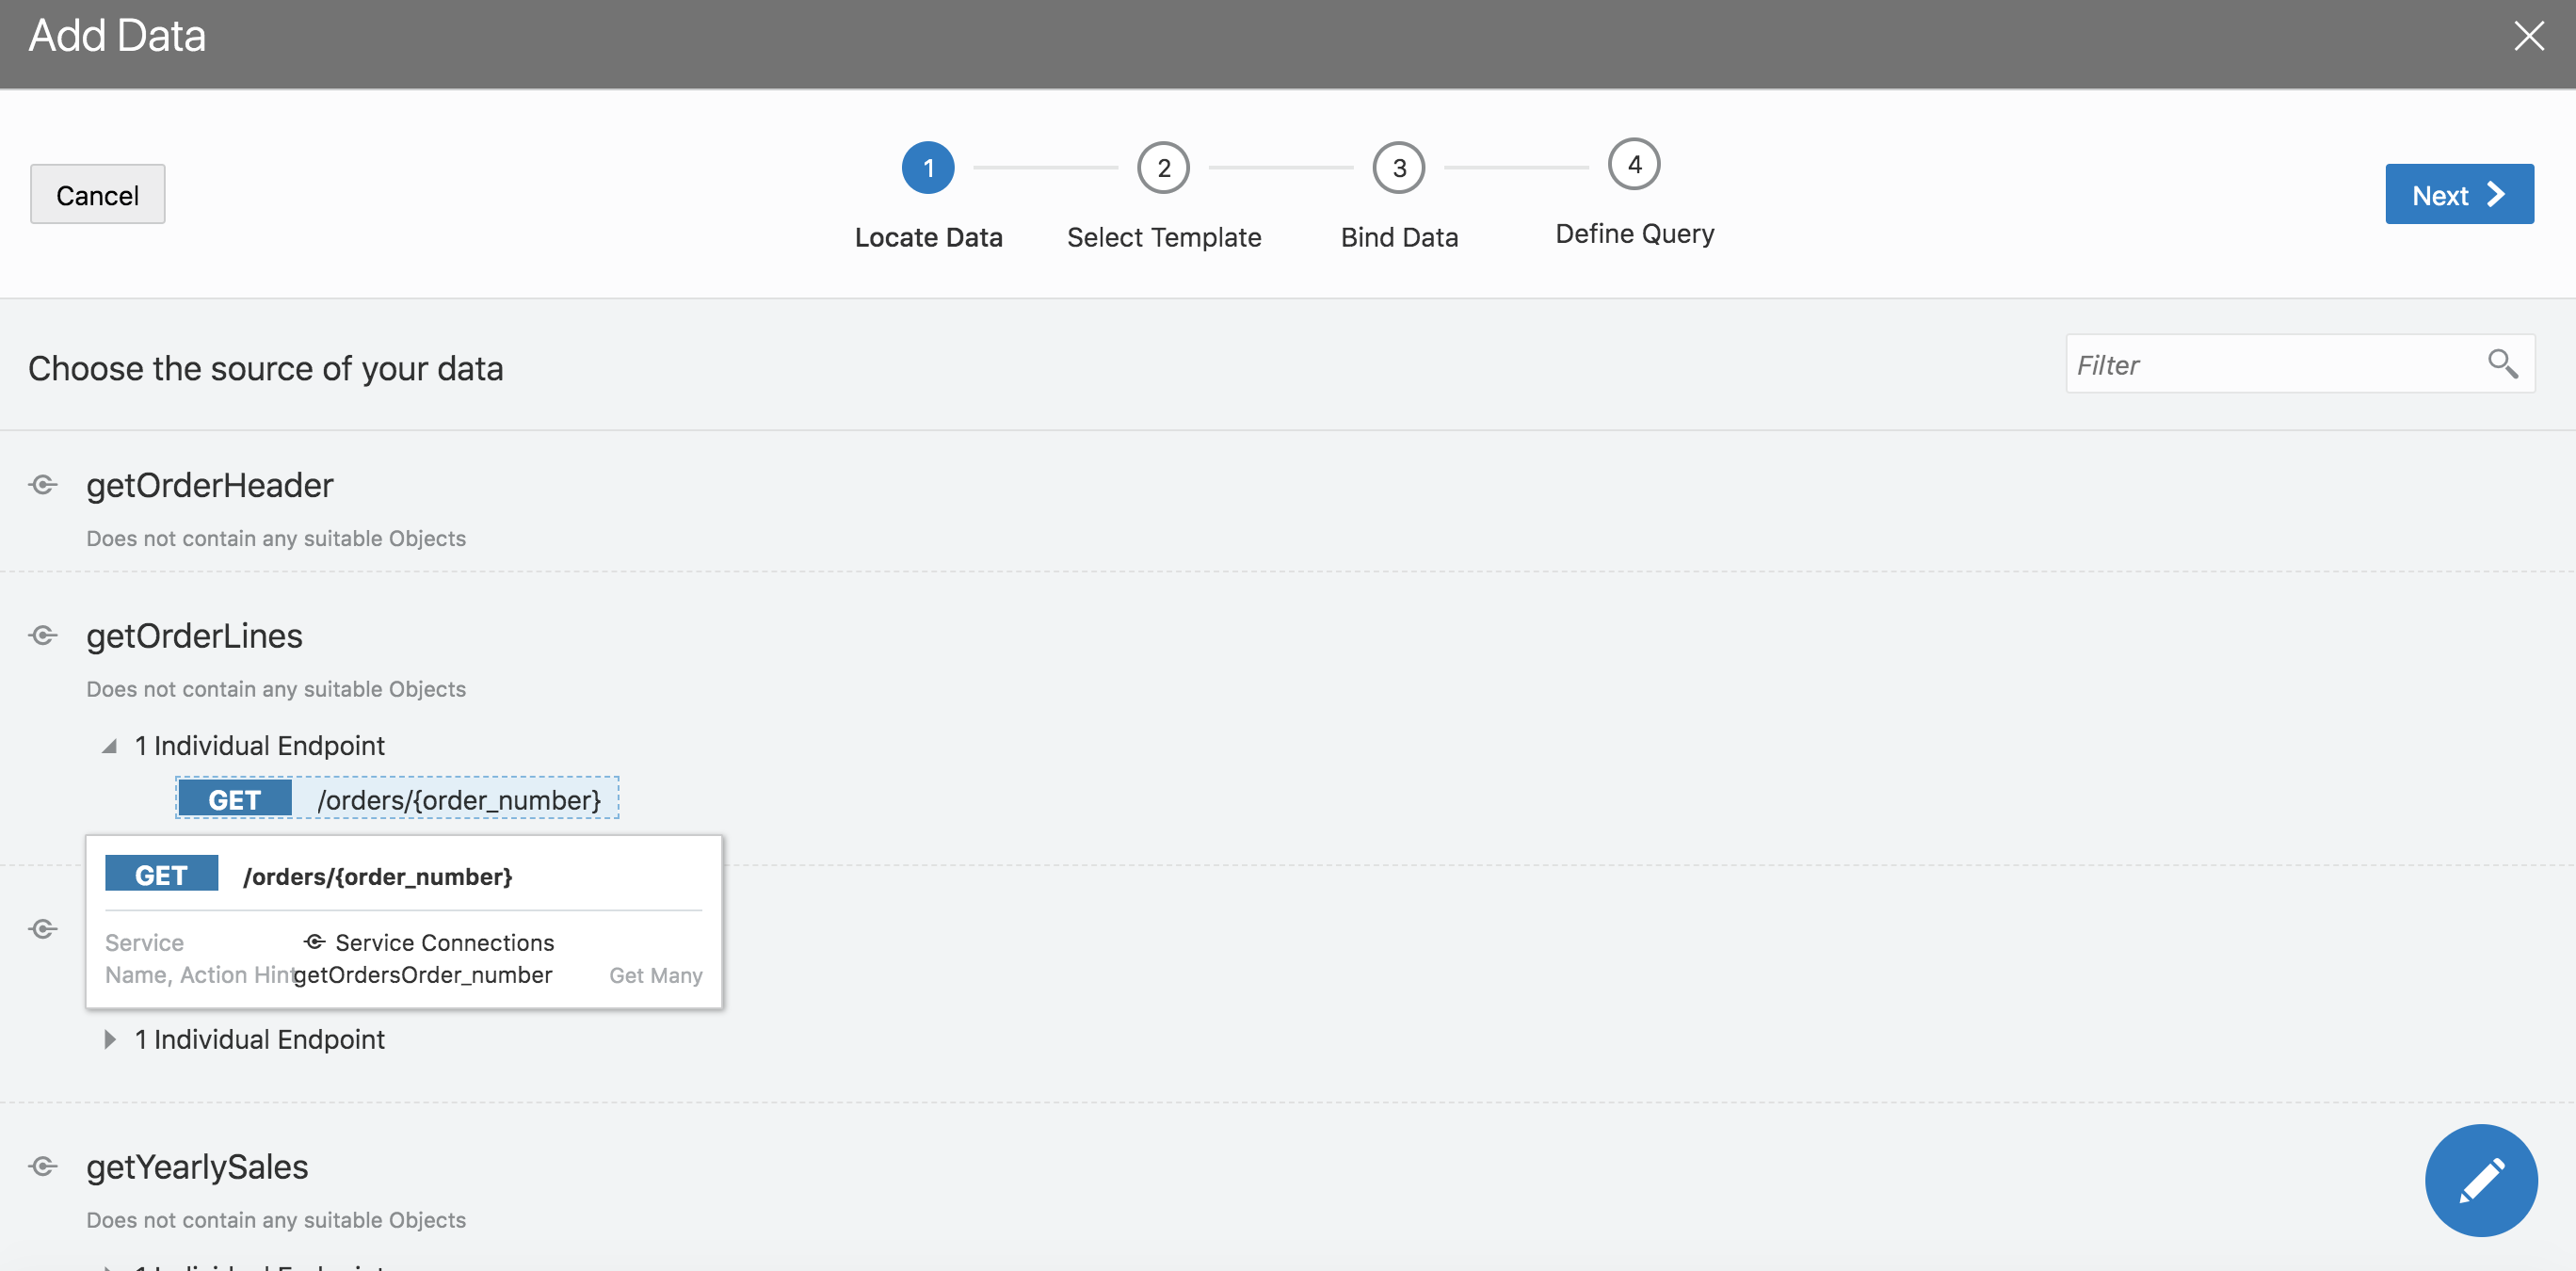 Add Data
Cancel
1
2
3
4
Locate Data
Select Template
Bind Data
Define Query
Next
Choose the source of your data
Filter
getOrderHeader
Does not contain any suitable Objects
getOrderLines
Does not contain any suitable Objects
1 Individual Endpoint
GET /orders/{order_number}
GET /orders/{order_number}
Service Service Connections
Name, Action Hint getOrdersOrder_number Get Many
1 Individual Endpoint
getYearlySales
Does not contain any suitable Objects
1 Individual Endpoint